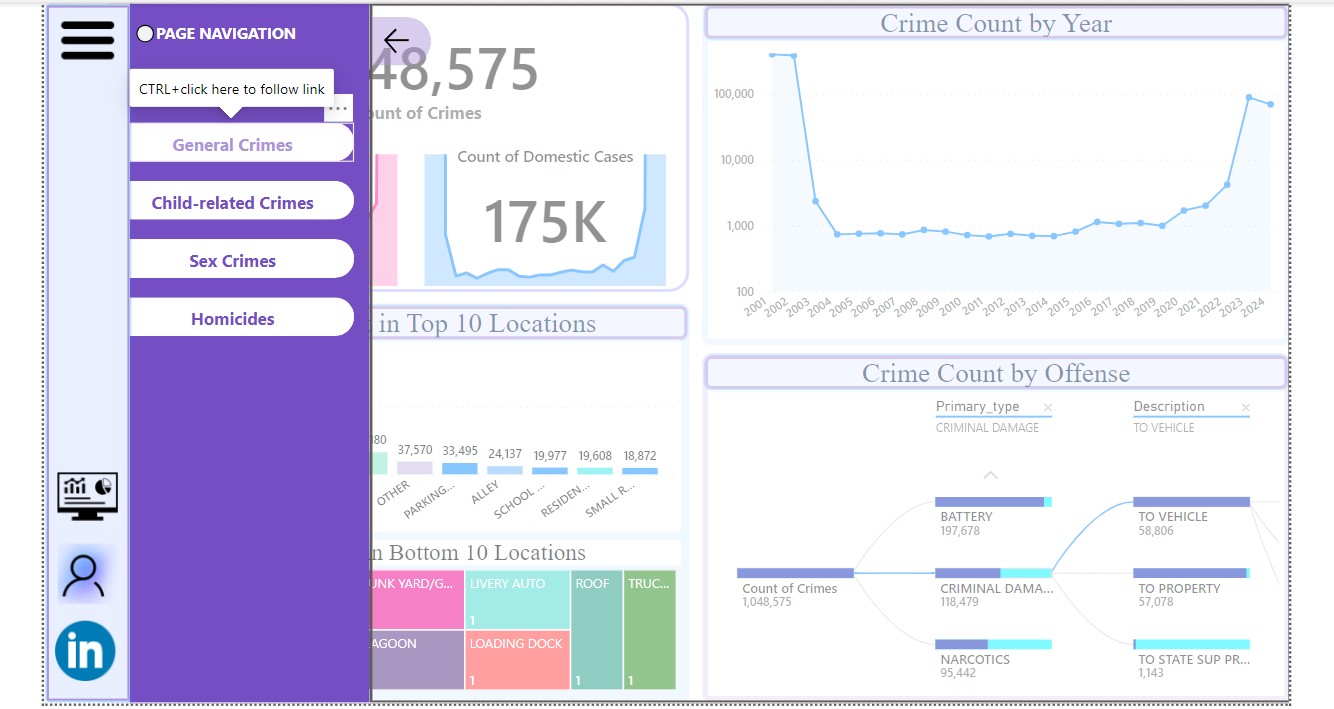 PAGE NAVIGATION
CTRL+click here to follow link
General Crimes
Child-related Crimes
Sex Crimes
Homicides
in
48,575
ount of Crimes
Count of Domestic Cases
175K
in Top 10 Locations
80
37,570
33,495
24,137
19,977
19,608
18,872
OTHER
PARKING...
ALLEY
SCHOOL ...
RESIDEN...
SMALL R...
n Bottom 10 Locations
UNK YARD/G...
LIVERY AUTO
1
ROOF
1
TRUC...
1
AGOON
LOADING DOCK
1
Crime Count by Year
100,000
10,000
1,000
100
2001
2002
2003
2004
2005
2006
2007
2008
2009
2010
2011
2012
2013
2014
2015
2016
2017
2018
2019
2020
2021
2022
2023
2024
Crime Count by Offense
Primary_type
CRIMINAL DAMAGE
Description
TO VEHICLE
Count of Crimes
1,048,575
BATTERY
197,678
CRIMINAL DAMA...
118,479
NARCOTICS
95,442
TO VEHICLE
58,806
TO PROPERTY
57,078
TO STATE SUP PR...
1,143